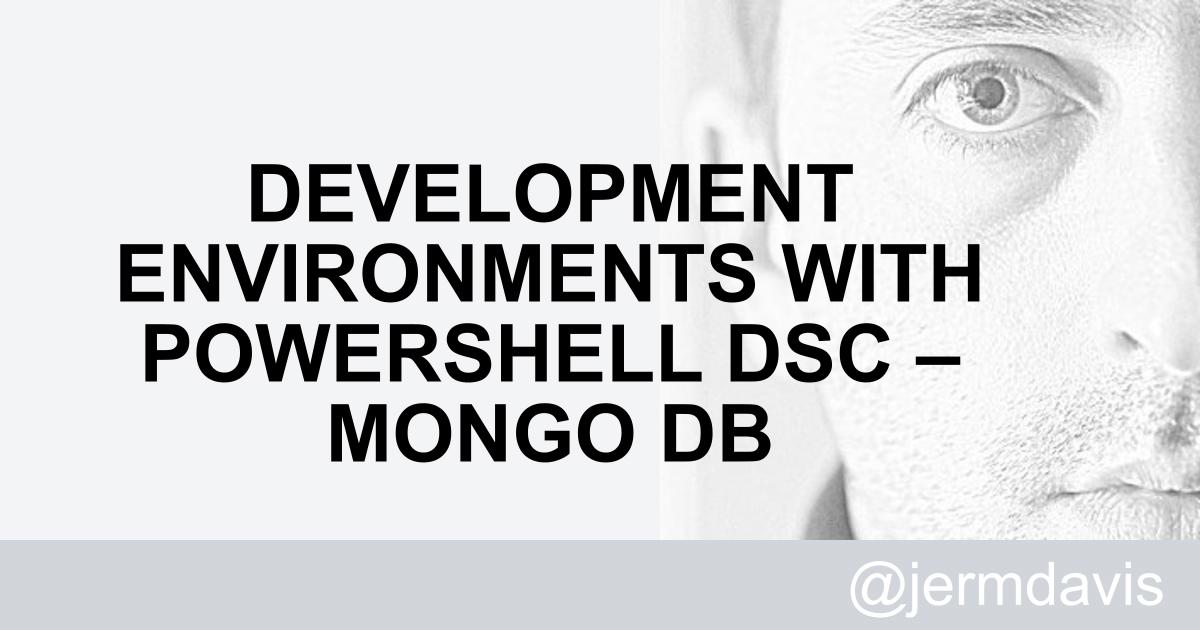 DEVELOPMENT
ENVIRONMENTS WITH
POWERSHELL DSC –
MONGO DB
@jermdavis